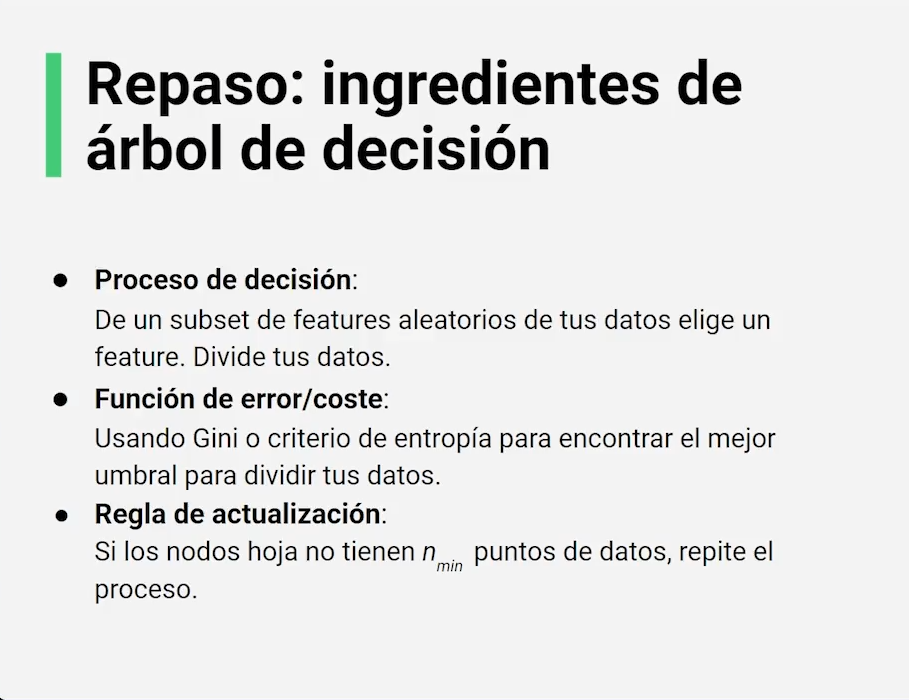 Repaso: ingredientes de
árbol de decisión
● Proceso de decisión:
De un subset de features aleatorios de tus datos elige un
feature. Divide tus datos.
● Función de error/coste:
Usando Gini o criterio de entropía para encontrar el mejor
umbral para dividir tus datos.
● Regla de actualización:
Si los nodos hoja no tienen n_min puntos de datos, repite el
proceso.